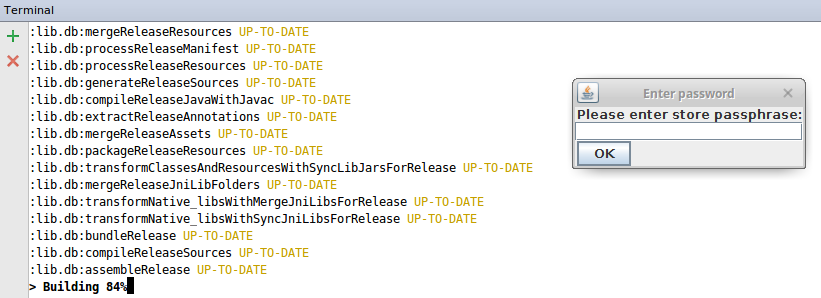 Terminal
:lib.db:mergeReleaseResources UP-TO-DATE
:lib.db:processReleaseManifest UP-TO-DATE
:lib.db:processReleaseResources UP-TO-DATE
:lib.db:generateReleaseSources UP-TO-DATE
:lib.db:compileReleaseJavaWithJavac UP-TO-DATE
:lib.db:extractReleaseAnnotations UP-TO-DATE
:lib.db:mergeReleaseAssets UP-TO-DATE
:lib.db:packageReleaseResources UP-TO-DATE
:lib.db:transformClassesAndResourcesWithSyncLibJarsForRelease UP-TO-DATE
:lib.db:mergeReleaseJniLibFolders UP-TO-DATE
:lib.db:transformNative_libsWithMergeJniLibsForRelease UP-TO-DATE
:lib.db:transformNative_libsWithSyncJniLibsForRelease UP-TO-DATE
:lib.db:bundleRelease UP-TO-DATE
:lib.db:compileReleaseSources UP-TO-DATE
:lib.db:assembleRelease UP-TO-DATE
> Building 84%
Enter password
Please enter store passphrase:
OK